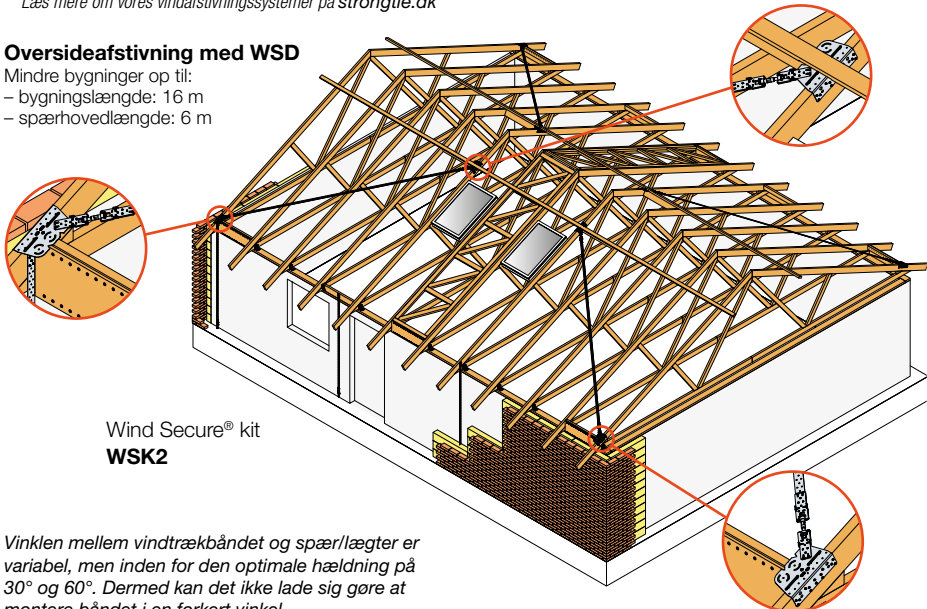 Læs mere om vores vindafstivningssystemer på strongtie.dk
Oversideafstivning med WSD
Mindre bygninger op til:
– bygningslængde: 16 m
– spærhovedlængde: 6 m
Wind Secure® kit
WSK2
Vinklen mellem vindtrækbåndet og spær/lægter er
variabel, men inden for den optimale hældning på
30° og 60°. Dermed kan det ikke lade sig gøre at
montere båndet i en forkert vinkel